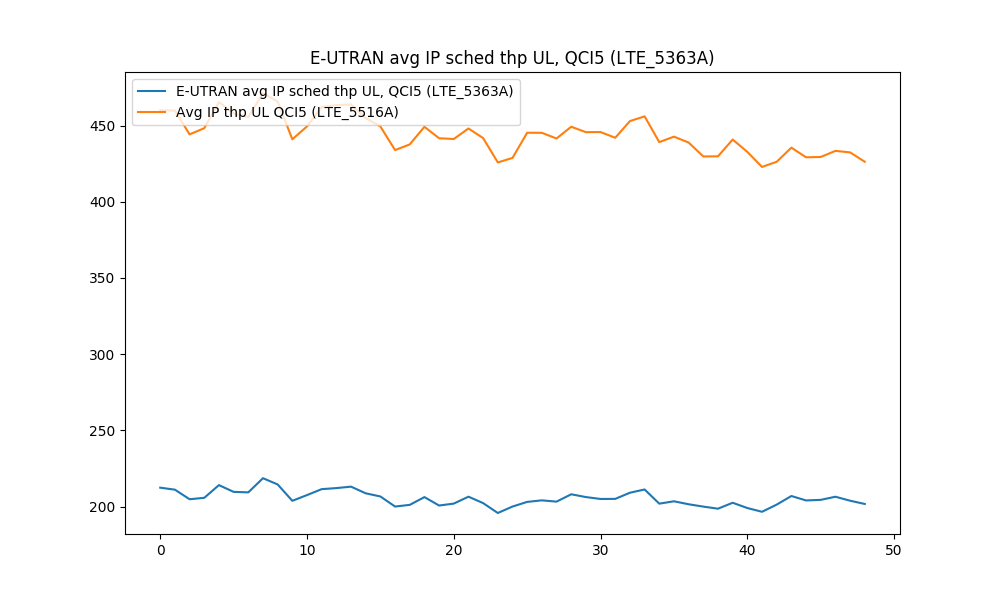 E-UTRAN avg IP sched thp UL, QCI5 (LTE_5363A)
E-UTRAN avg IP sched thp UL, QCI5 (LTE_5363A)
Avg IP thp UL QCI5 (LTE_5516A)
450
400
350
300
250
200
0 10 20 30 40 50